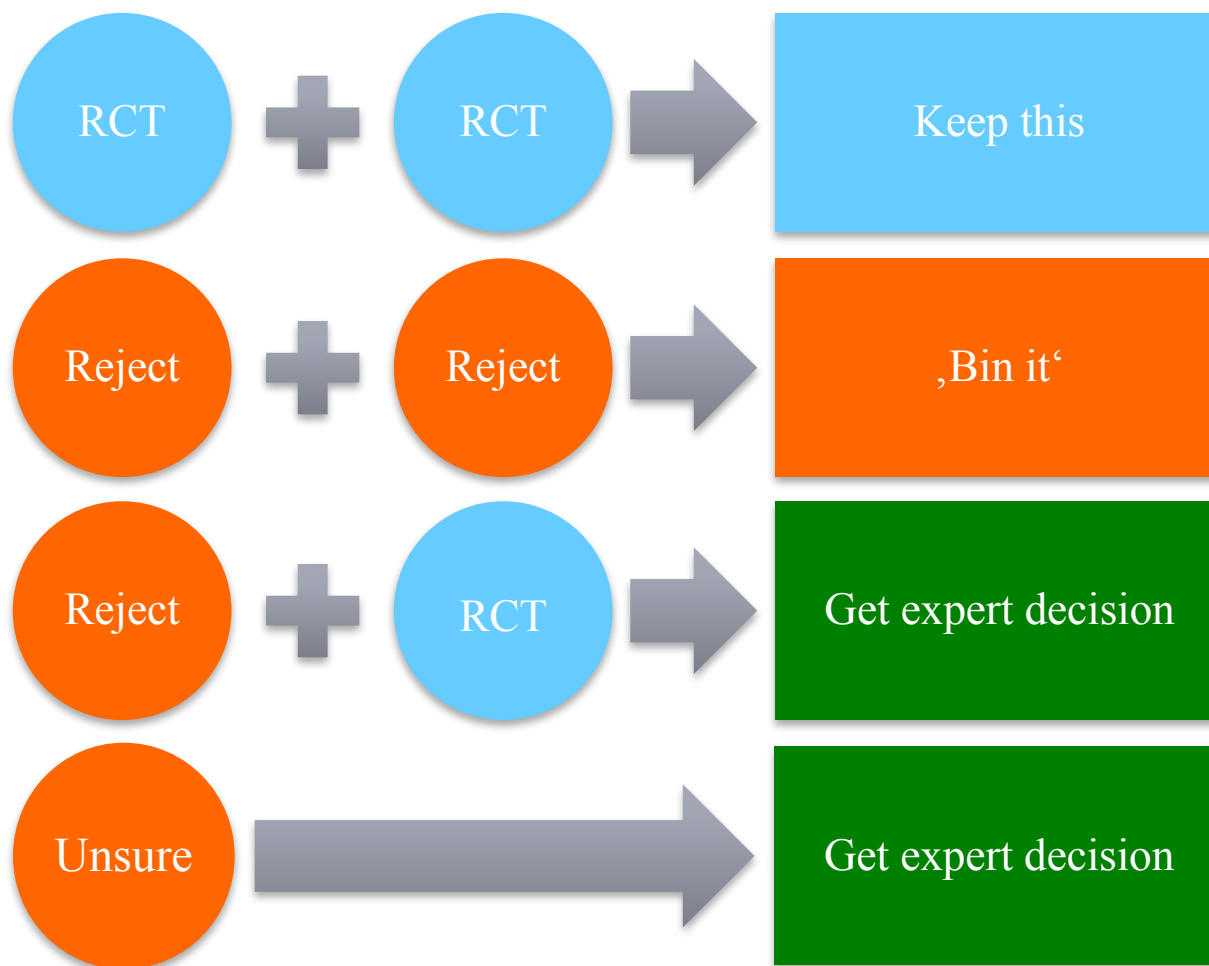 RCT RCT Keep this
Reject Reject ‚Bin it‘
Reject RCT Get expert decision
Unsure Get expert decision